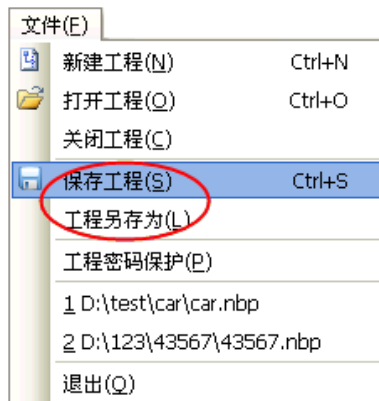 文件(F)
新建工程(N) Ctrl+N
打开工程(O) Ctrl+O
关闭工程(C)
保存工程(S) Ctrl+S
工程另存为(L)
工程密码保护(P)
1 D:\test\car\car.nbp
2 D:\123\43567\43567.nbp
退出(Q)